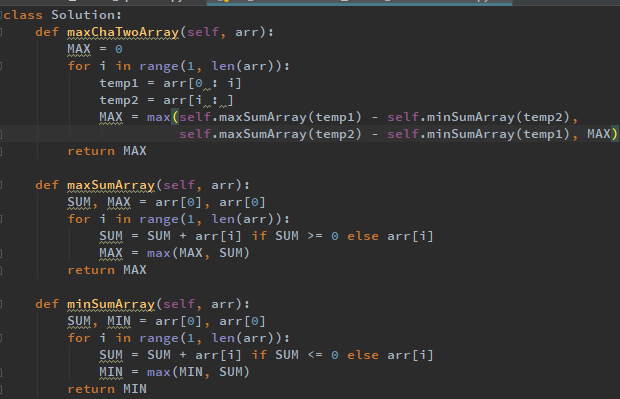 class Solution:
    def maxChaTwoArray(self, arr):
        MAX = 0
        for i in range(1, len(arr)):
            temp1 = arr[0 : i]
            temp2 = arr[i : ]
            MAX = max(self.maxSumArray(temp1) - self.minSumArray(temp2),
                      self.maxSumArray(temp2) - self.minSumArray(temp1), MAX)
        return MAX

    def maxSumArray(self, arr):
        SUM, MAX = arr[0], arr[0]
        for i in range(1, len(arr)):
            SUM = SUM + arr[i] if SUM >= 0 else arr[i]
            MAX = max(MAX, SUM)
        return MAX

    def minSumArray(self, arr):
        SUM, MIN = arr[0], arr[0]
        for i in range(1, len(arr)):
            SUM = SUM + arr[i] if SUM <= 0 else arr[i]
            MIN = max(MIN, SUM)
        return MIN